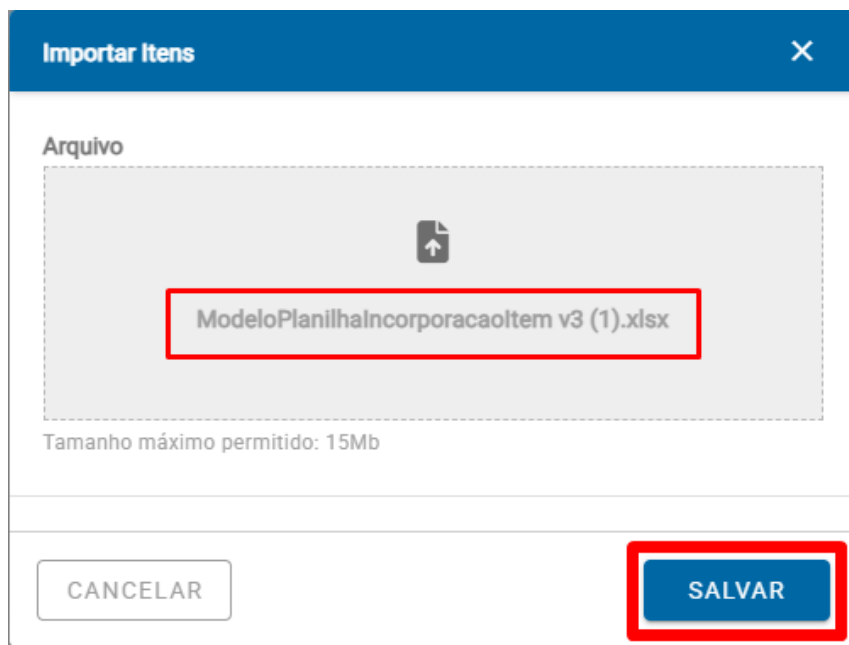 Importar Itens
Arquivo
ModeloPlanilhaIncorporacaoItem v3 (1).xlsx
Tamanho máximo permitido: 15Mb
CANCELAR
SALVAR